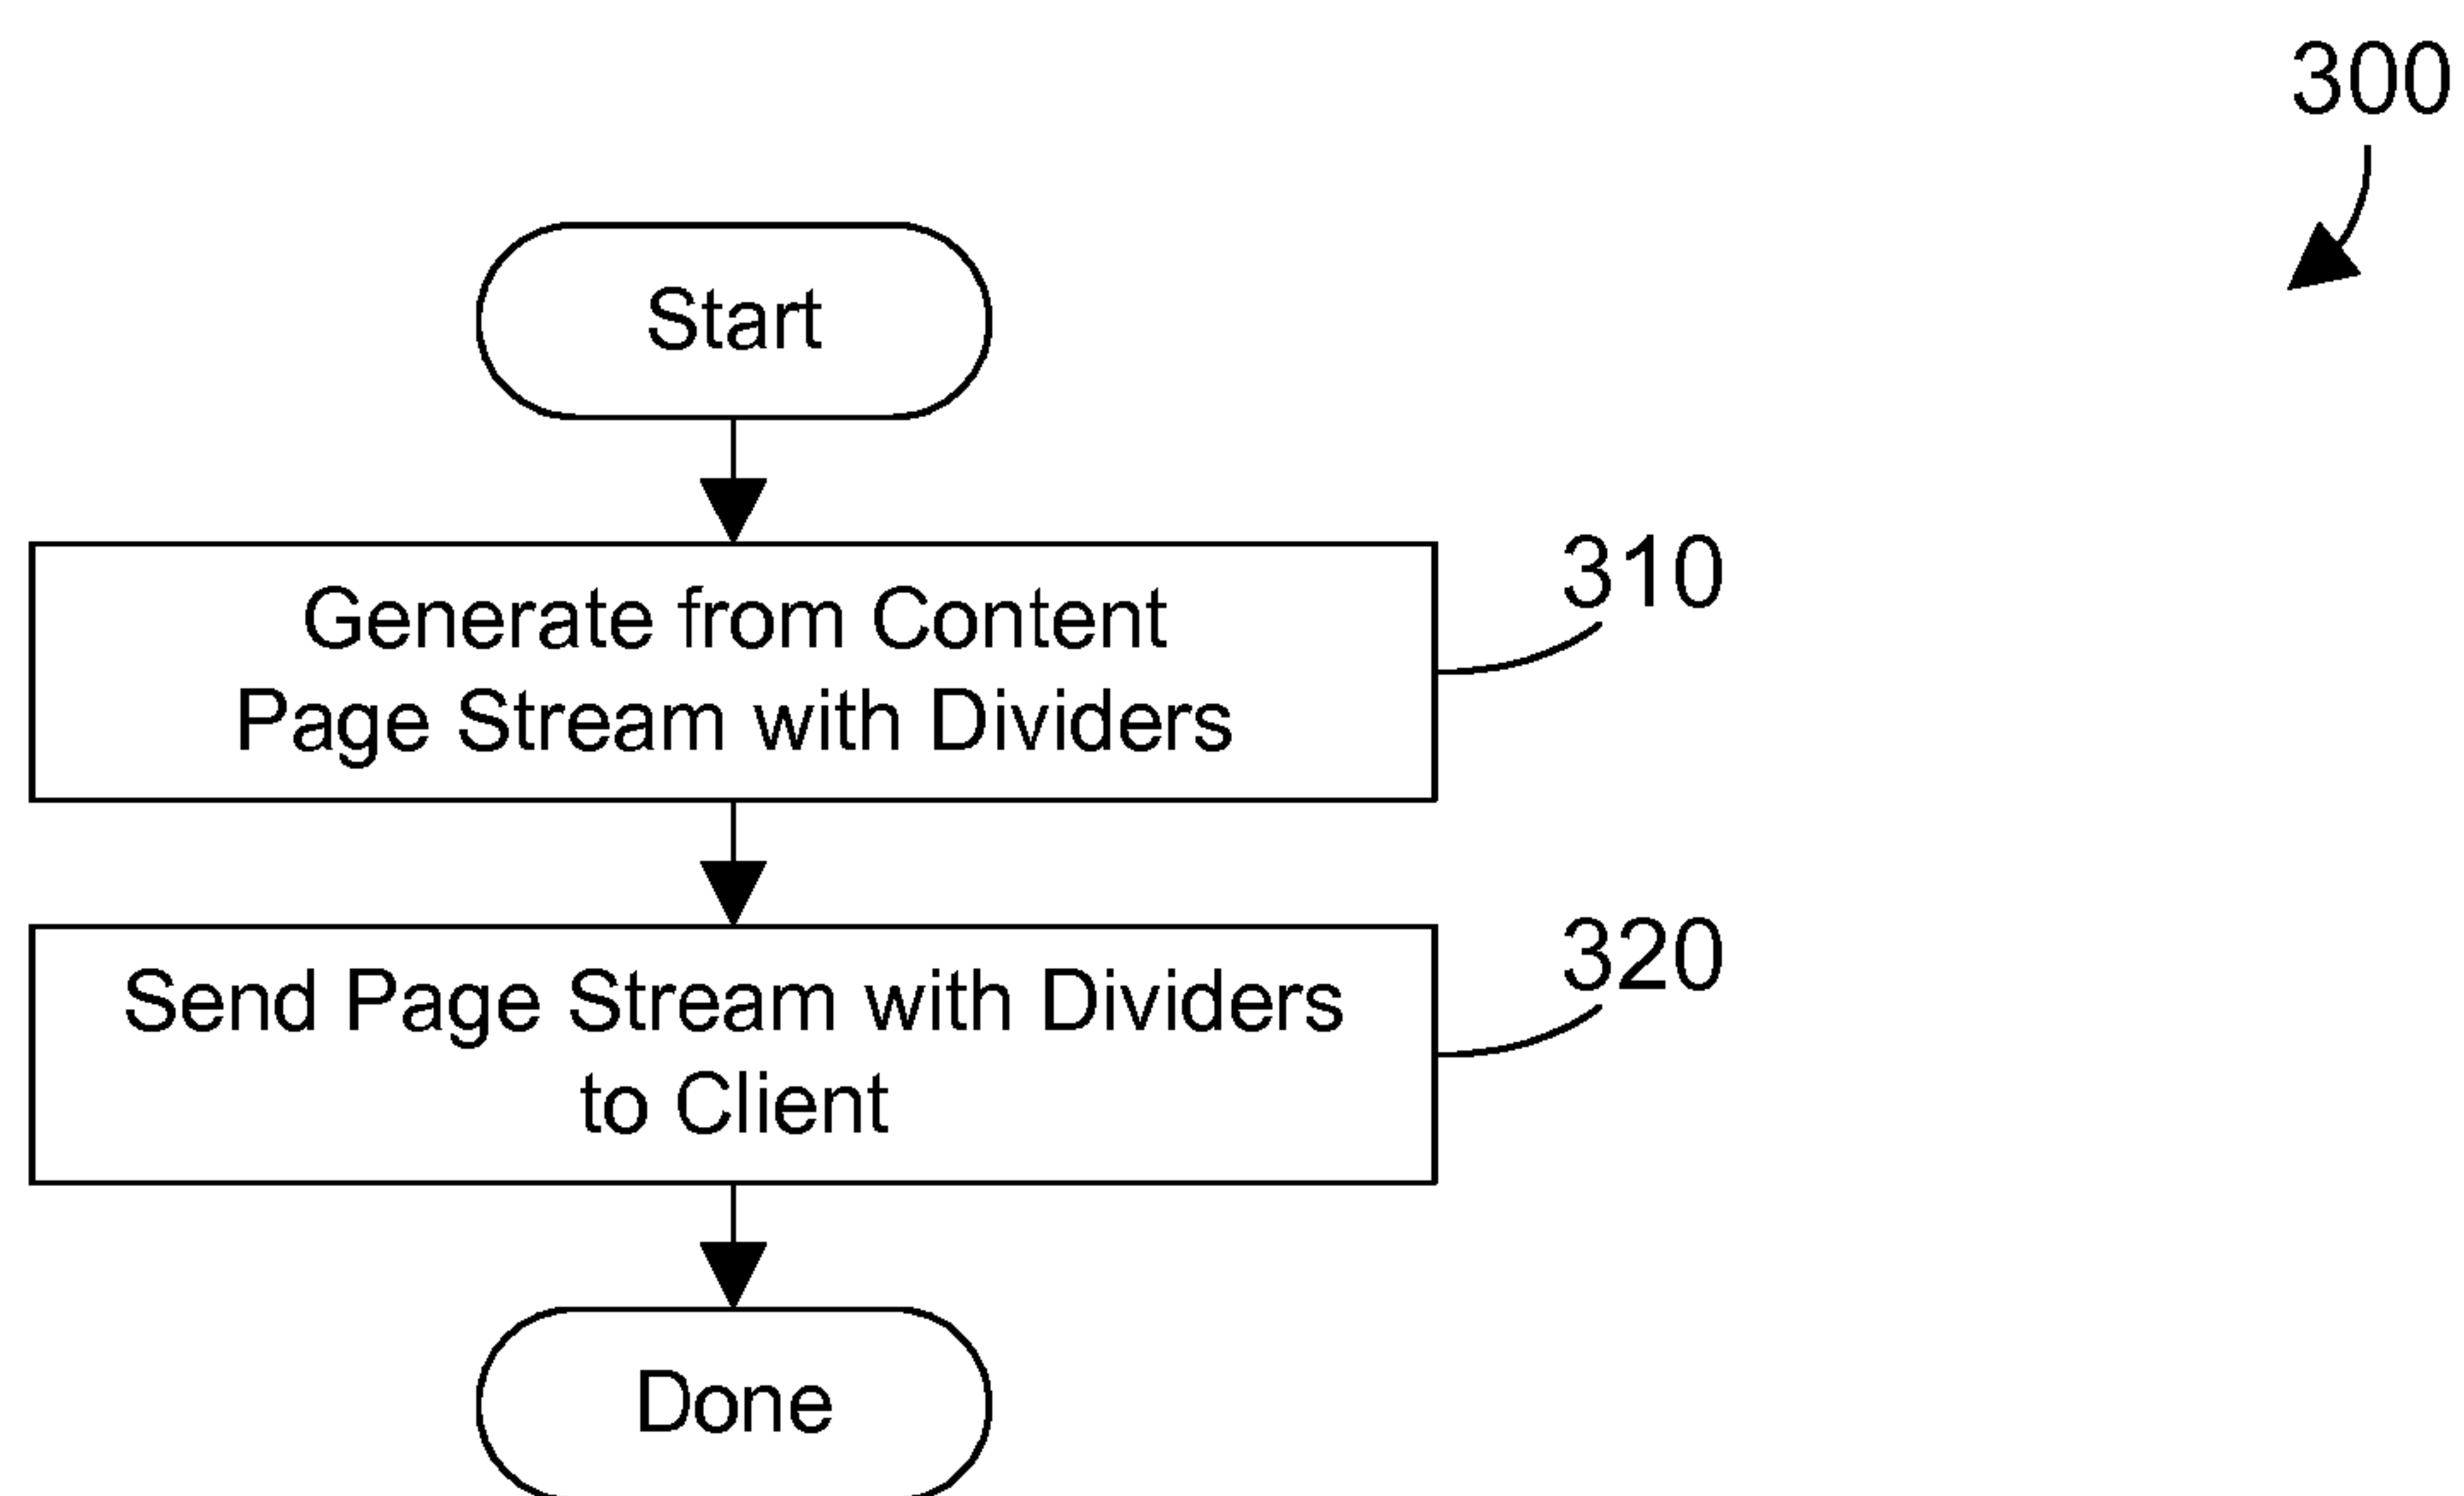 300
Start
Generate from Content
Page Stream with Dividers
310
Send Page Stream with Dividers
to Client
320
Done